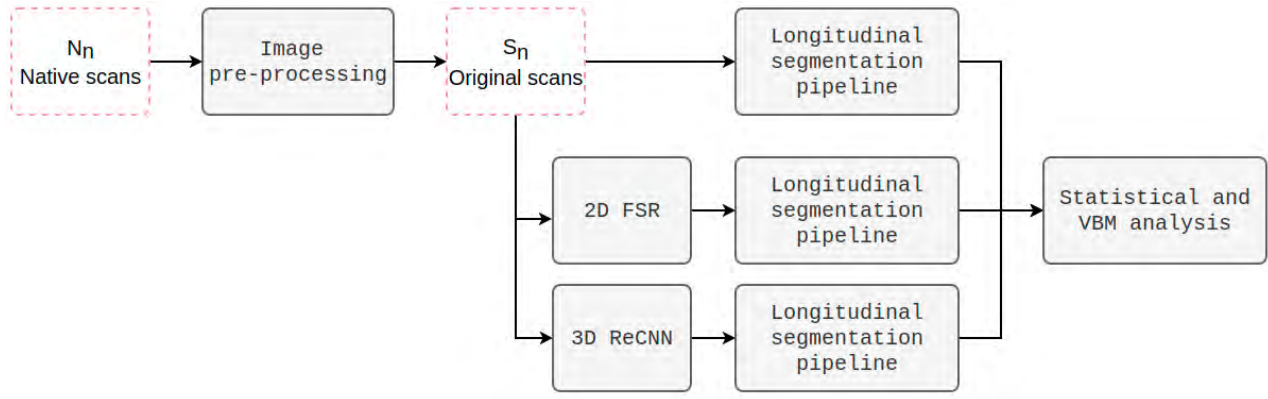 Nn
Native scans
Image
pre-processing
Sn
Original scans
Longitudinal
segmentation
pipeline
2D FSR
Longitudinal
segmentation
pipeline
Statistical and
VBM analysis
3D ReCNN
Longitudinal
segmentation
pipeline